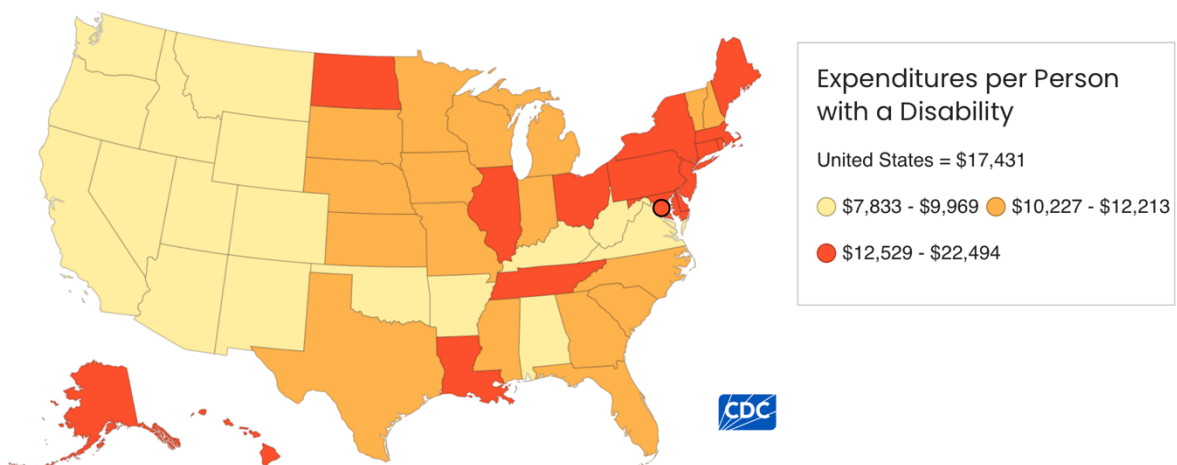 Expenditures per Person
with a Disability
United States = $17,431
$7,833 - $9,969 $10,227 - $12,213
$12,529 - $22,494
CDC